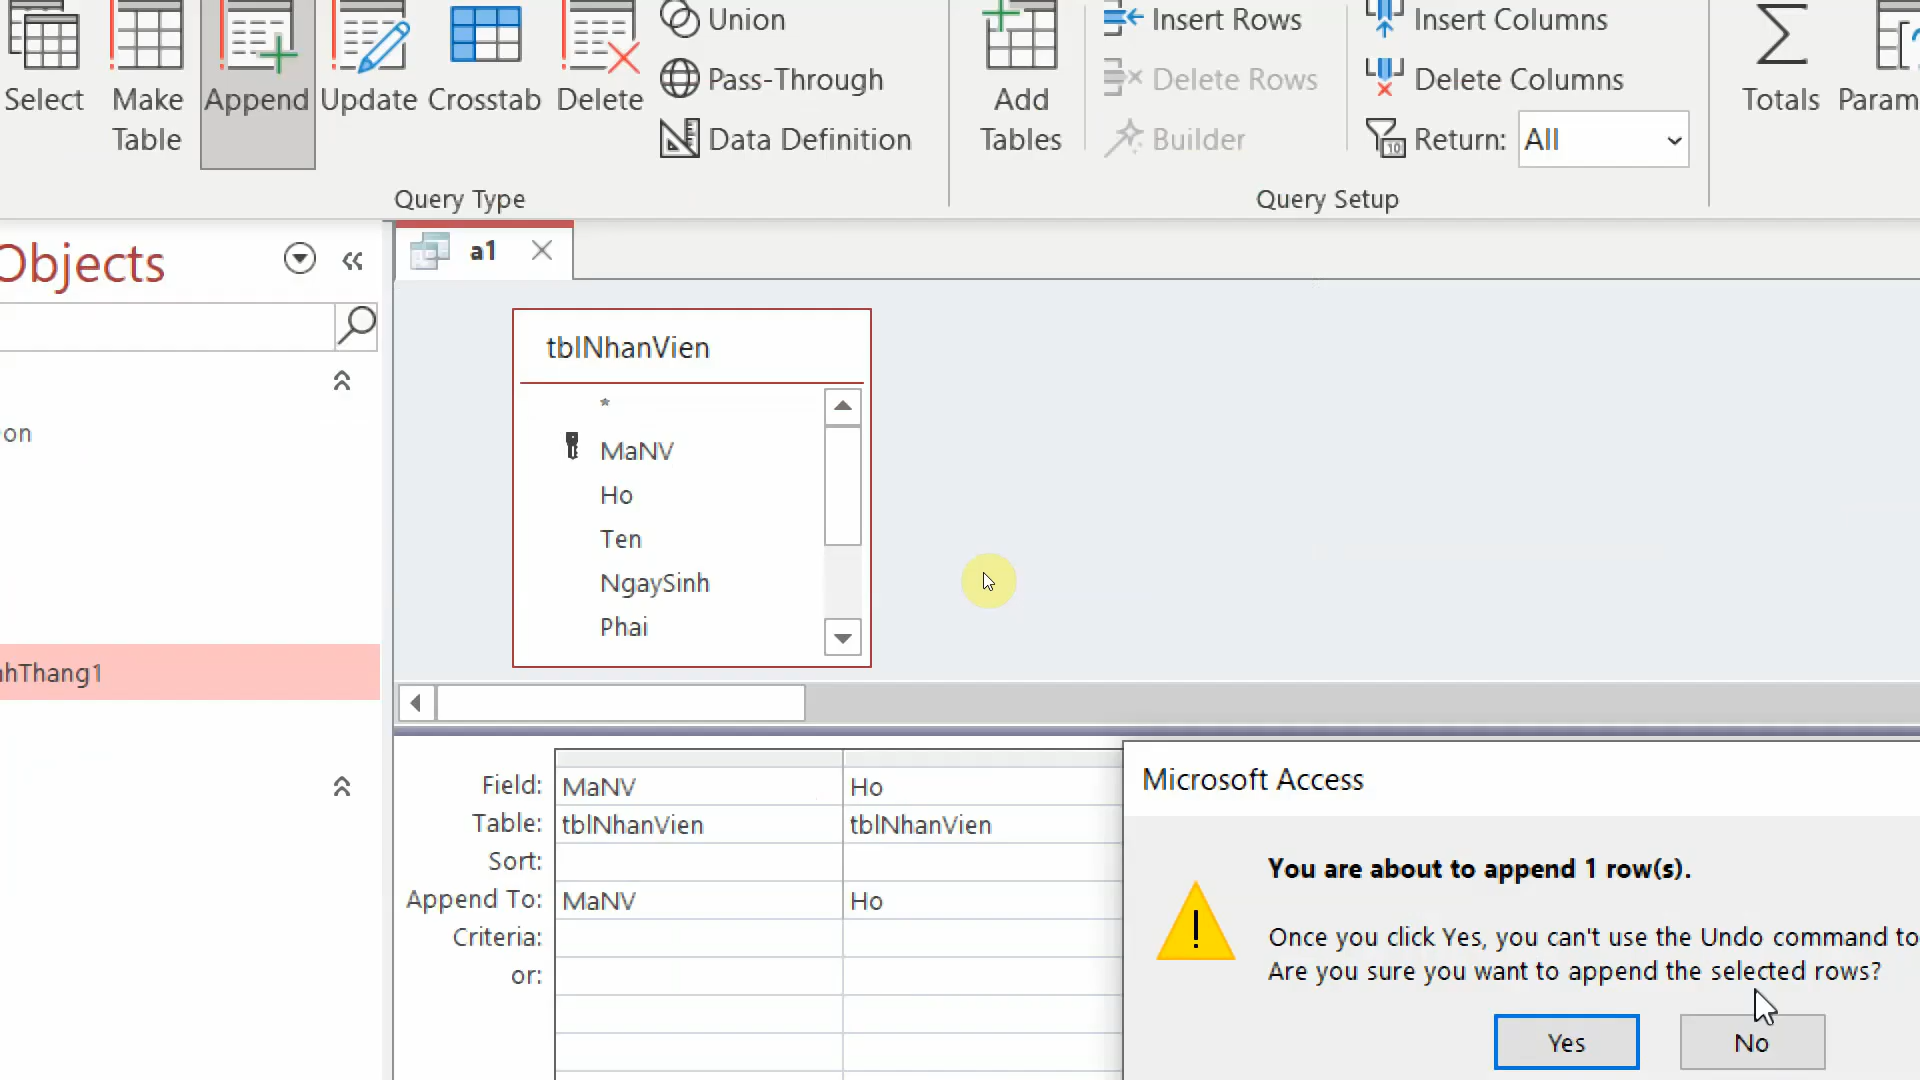 Select
Make
Table
Append
Update
Crosstab
Delete
Union
Pass-Through
Data Definition
Add
Tables
Insert Rows
Delete Rows
Builder
Insert Columns
Delete Columns
10
Return: All
Totals
Param
Query Type
Query Setup
Objects
a1
tblNhanVien
*
MaNV
Ho
Ten
NgaySinh
Phai
on
nhThang1
Field: MaNV Ho
Table: tblNhanVien tblNhanVien
Sort:
Append To: MaNV Ho
Criteria:
or:
Microsoft Access
You are about to append 1 row(s).
Once you click Yes, you can't use the Undo command to
Are you sure you want to append the selected rows?
Yes
No